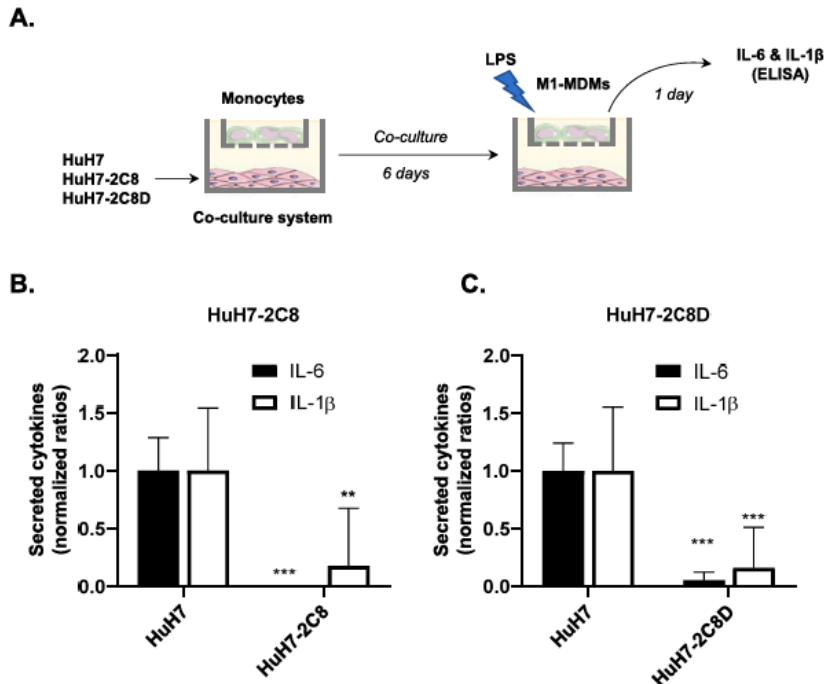 A.
LPS
M1-MDMs
IL-6 & IL-1β
(ELISA)
1 day
Monocytes
Co-culture
6 days
HuH7
HuH7-2C8
HuH7-2C8D
Co-culture system
B.
HuH7-2C8
Secreted cytokines
(normalized ratios)
2.0
1.5
1.0
0.5
0.0
IL-6
IL-1β
***
**
HuH7
HuH7-2C8
C.
HuH7-2C8D
Secreted cytokines
(normalized ratios)
2.0
1.5
1.0
0.5
0.0
IL-6
IL-1β
***
***
HuH7
HuH7-2C8D